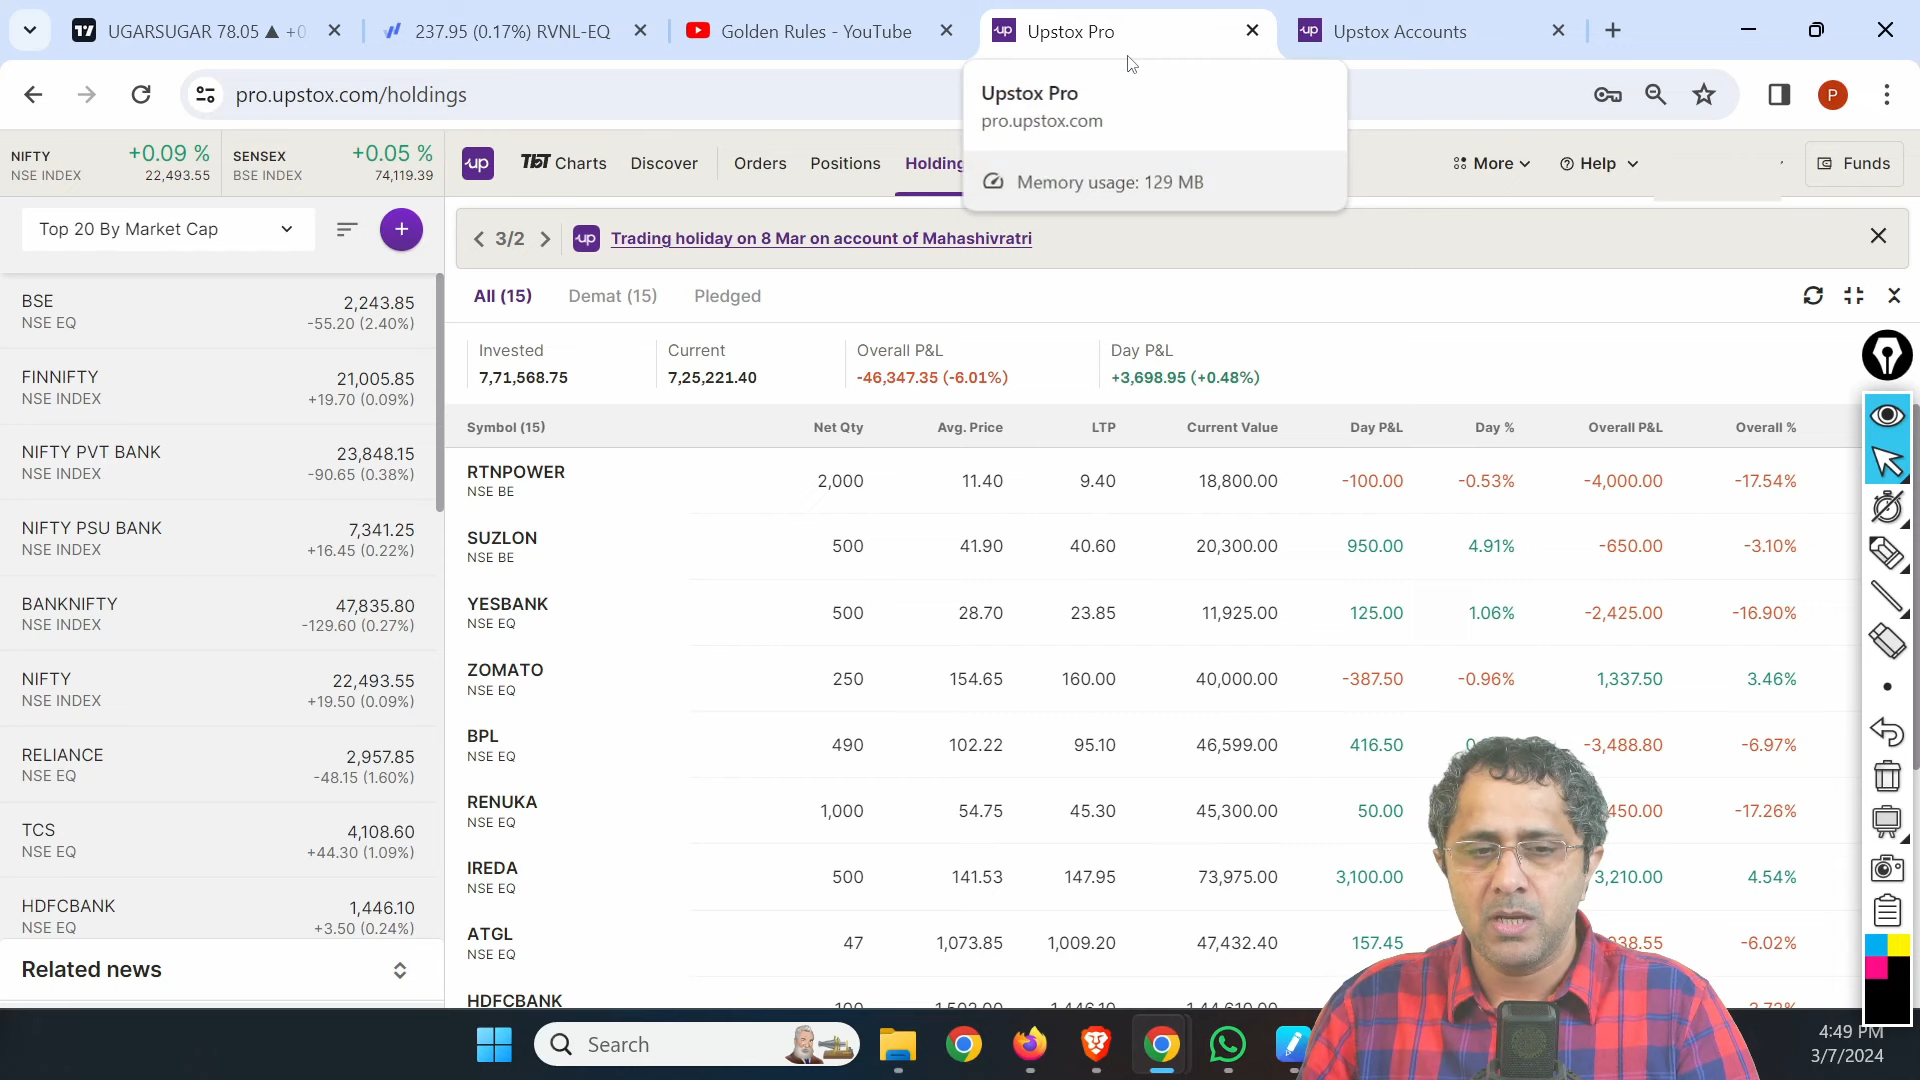 UGARSUGAR 78.05 ▲ +0
237.95 (0.17%) RVNL-EQ
Golden Rules - YouTube
Upstox Pro
Upstox Accounts
pro.upstox.com/holdings
Upstox Pro
pro.upstox.com
Memory usage: 129 MB
P
NIFTY +0.09 %
NSE INDEX 22,493.55
SENSEX +0.05 %
BSE INDEX 74,119.39
up
TBT Charts
Discover
Orders
Positions
Holding
More
Help
Funds
Top 20 By Market Cap
3/2
Trading holiday on 8 Mar on account of Mahashivratri
BSE 2,243.85
NSE EQ -55.20 (2.40%)
FINNIFTY 21,005.85
NSE INDEX +19.70 (0.09%)
NIFTY PVT BANK 23,848.15
NSE INDEX -90.65 (0.38%)
NIFTY PSU BANK 7,341.25
NSE INDEX +16.45 (0.22%)
BANKNIFTY 47,835.80
NSE INDEX -129.60 (0.27%)
NIFTY 22,493.55
NSE INDEX +19.50 (0.09%)
RELIANCE 2,957.85
NSE EQ -48.15 (1.60%)
TCS 4,108.60
NSE EQ +44.30 (1.09%)
HDFCBANK 1,446.10
NSE EQ +3.50 (0.24%)
Related news
All (15) Demat (15) Pledged
Invested Current Overall P&L Day P&L
7,71,568.75 7,25,221.40 -46,347.35 (-6.01%) +3,698.95 (+0.48%)
Symbol (15) Net Qty Avg. Price LTP Current Value Day P&L Day % Overall P&L Overall %
RTNPOWER 2,000 11.40 9.40 18,800.00 -100.00 -0.53% -4,000.00 -17.54%
NSE BE
SUZLON 500 41.90 40.60 20,300.00 950.00 4.91% -650.00 -3.10%
NSE BE
YESBANK 500 28.70 23.85 11,925.00 125.00 1.06% -2,425.00 -16.90%
NSE EQ
ZOMATO 250 154.65 160.00 40,000.00 -387.50 -0.96% 1,337.50 3.46%
NSE EQ
BPL 490 102.22 95.10 46,599.00 416.50 -3,488.80 -6.97%
NSE EQ
RENUKA 1,000 54.75 45.30 45,300.00 50.00 450.00 -17.26%
NSE EQ
IREDA 500 141.53 147.95 73,975.00 3,100.00 3,210.00 4.54%
NSE EQ
ATGL 47 1,073.85 1,009.20 47,432.40 157.45 -6.02%
NSE EQ
HDFCBANK
Search
4:49 PM
3/7/2024